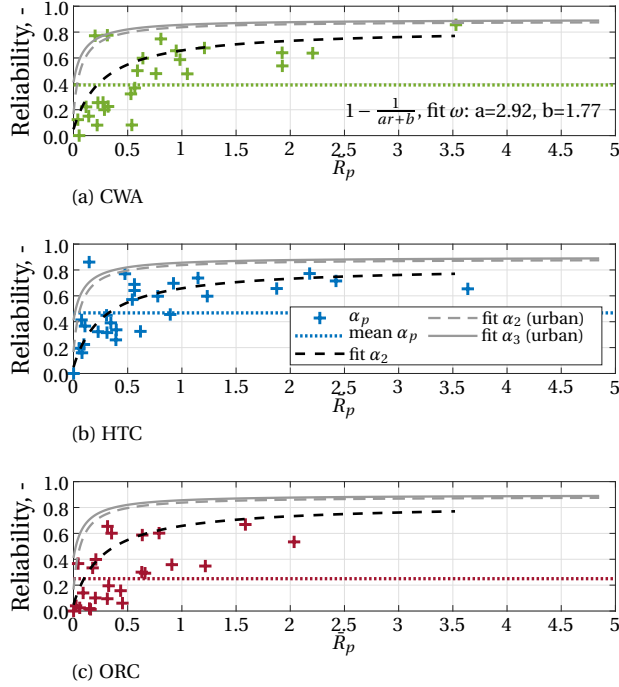 1.0
0.8
0.6
0.4
0.2
0.0
Reliability, -
1 − 1/(ar+b), fit ω: a=2.92, b=1.77
0 0.5 1 1.5 2 2.5 3 3.5 4 4.5 5
R̃p
(a) CWA
1.0
0.8
0.6
0.4
0.2
0.0
Reliability, -
αp
mean αp
fit α2
fit α2 (urban)
fit α3 (urban)
0 0.5 1 1.5 2 2.5 3 3.5 4 4.5 5
R̃p
(b) HTC
1.0
0.8
0.6
0.4
0.2
0.0
Reliability, -
0 0.5 1 1.5 2 2.5 3 3.5 4 4.5 5
R̃p
(c) ORC